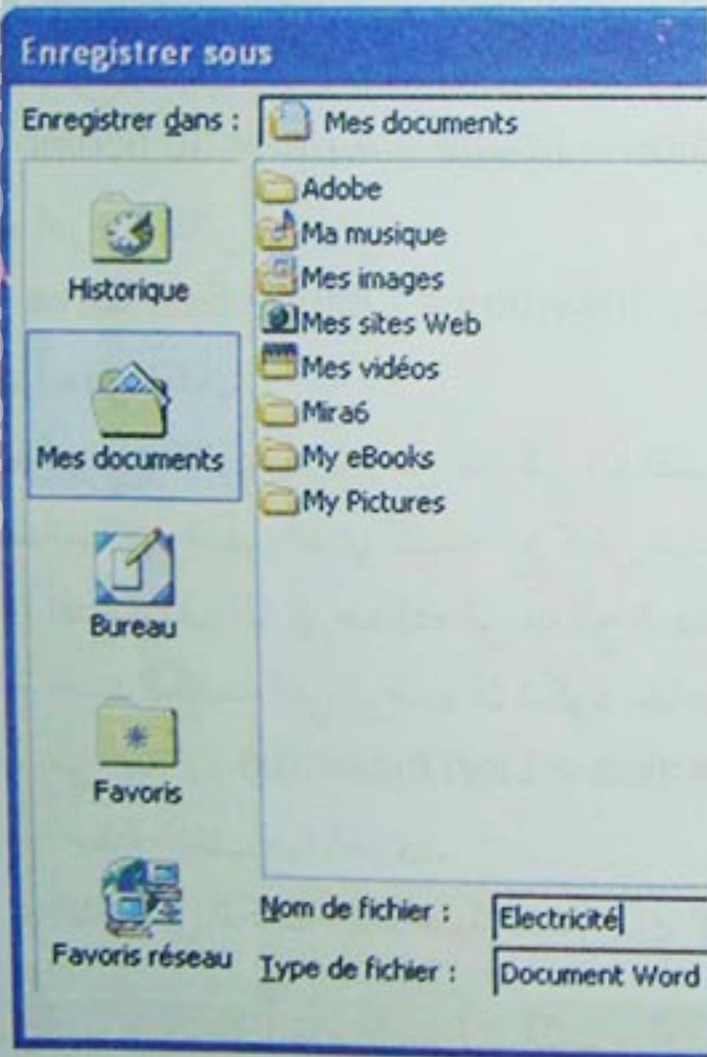 Enregistrer sous
Enregistrer dans : Mes documents
Historique
Mes documents
Bureau
Favoris
Favoris réseau
Adobe
Ma musique
Mes images
Mes sites Web
Mes vidéos
Mira6
My eBooks
My Pictures
Nom de fichier : Electricité
Type de fichier : Document Word